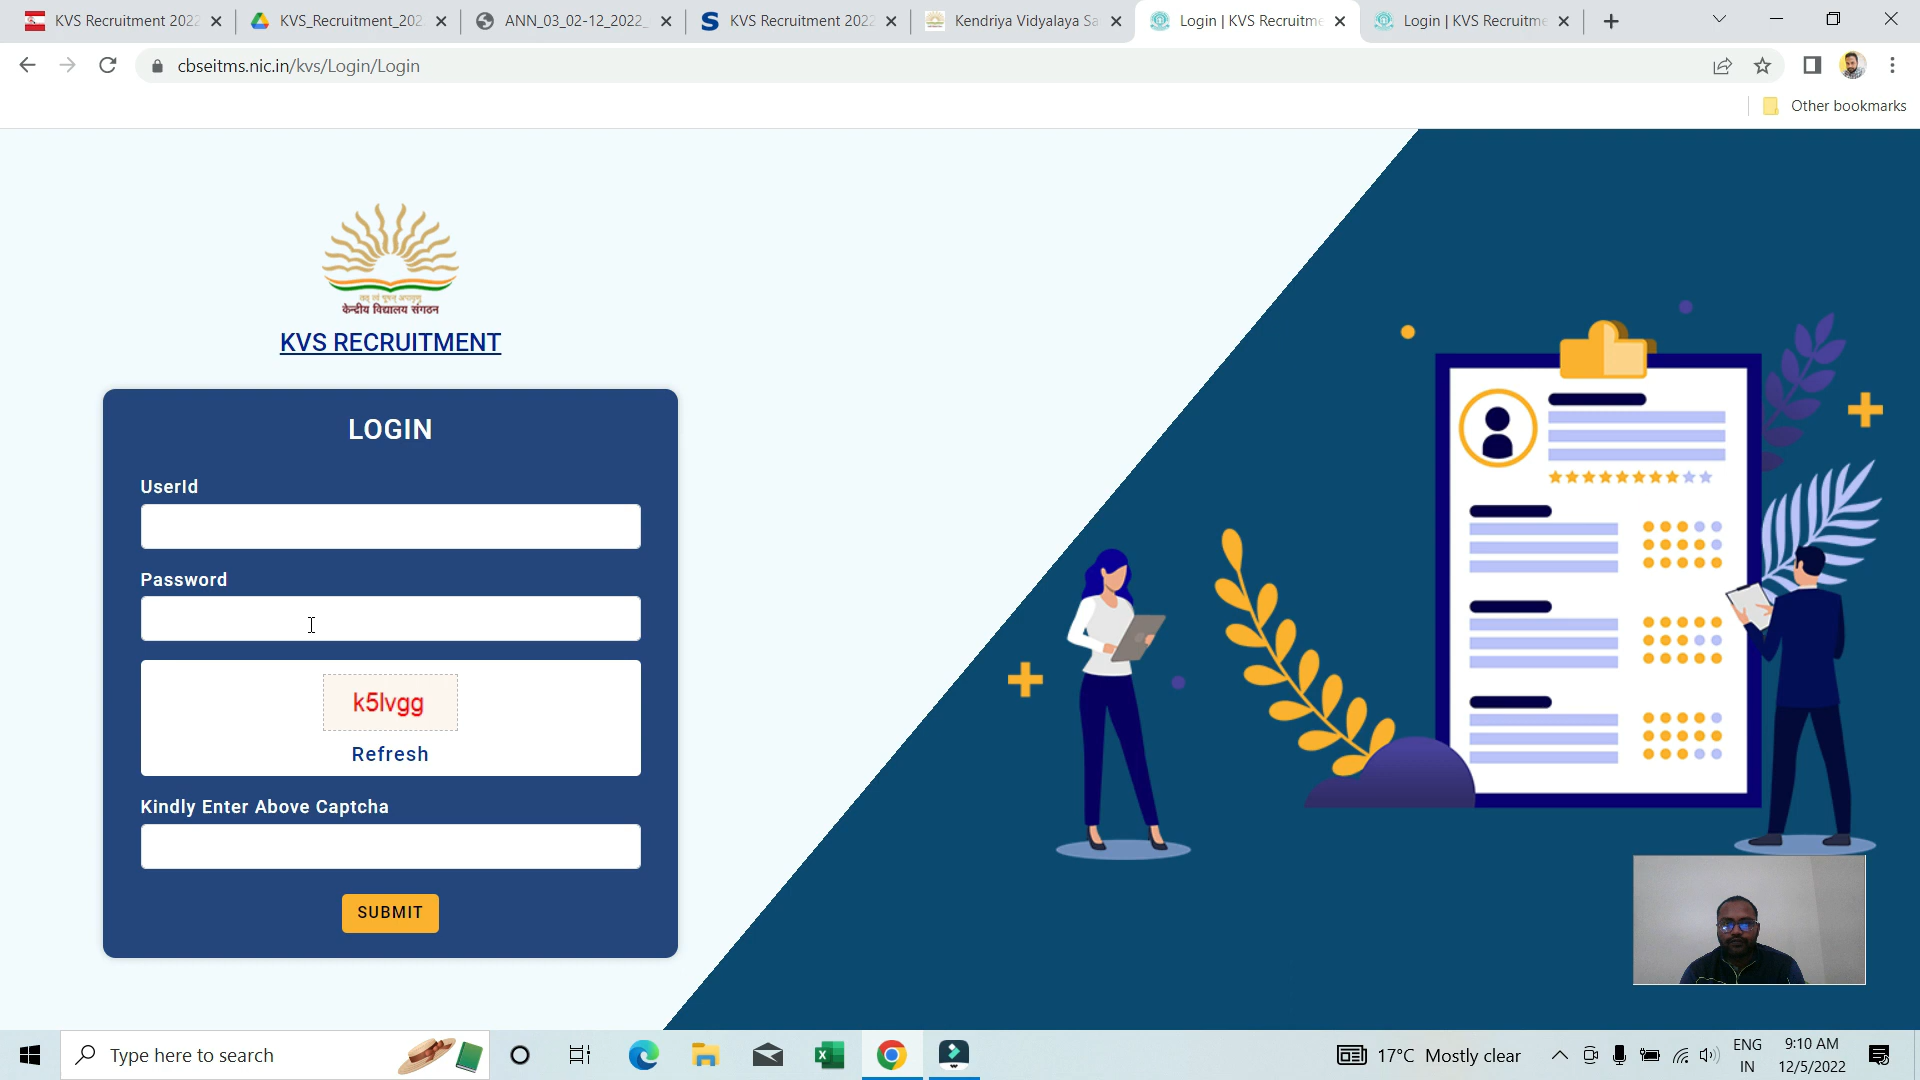 KVS Recruitment 2022
KVS_Recruitment_202
ANN_03_02-12_2022_
KVS Recruitment 2022
Kendriya Vidyalaya Sa
Login | KVS Recruitme
Login | KVS Recruitme
cbseitms.nic.in/kvs/Login/Login
Other bookmarks
केन्द्रीय विद्यालय संगठन
KVS RECRUITMENT
LOGIN
UserId
Password
k5lvgg
Refresh
Kindly Enter Above Captcha
SUBMIT
Type here to search
17°C Mostly clear
ENG
IN
9:10 AM
12/5/2022